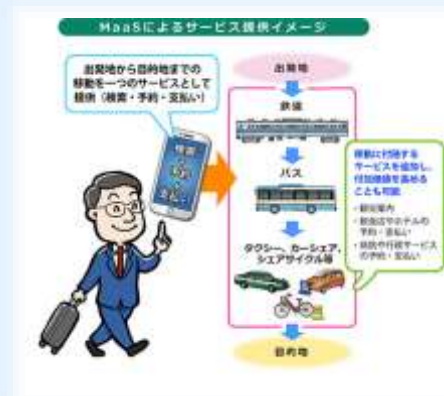 MaaSによるサービス提供イメージ
出発地から目的地までの
移動を一つのサービスとして
提供（検索・予約・支払い）
検索
予約
支払い
出発地
鉄道
バス
タクシー、カーシェア、
シェアサイクル等
目的地
移動に付随する
サービスを追加し、
付加価値を高める
ことも可能
・観光案内
・飲食店やホテルの
予約・支払い
・病院や行政サービス
の予約・支払い